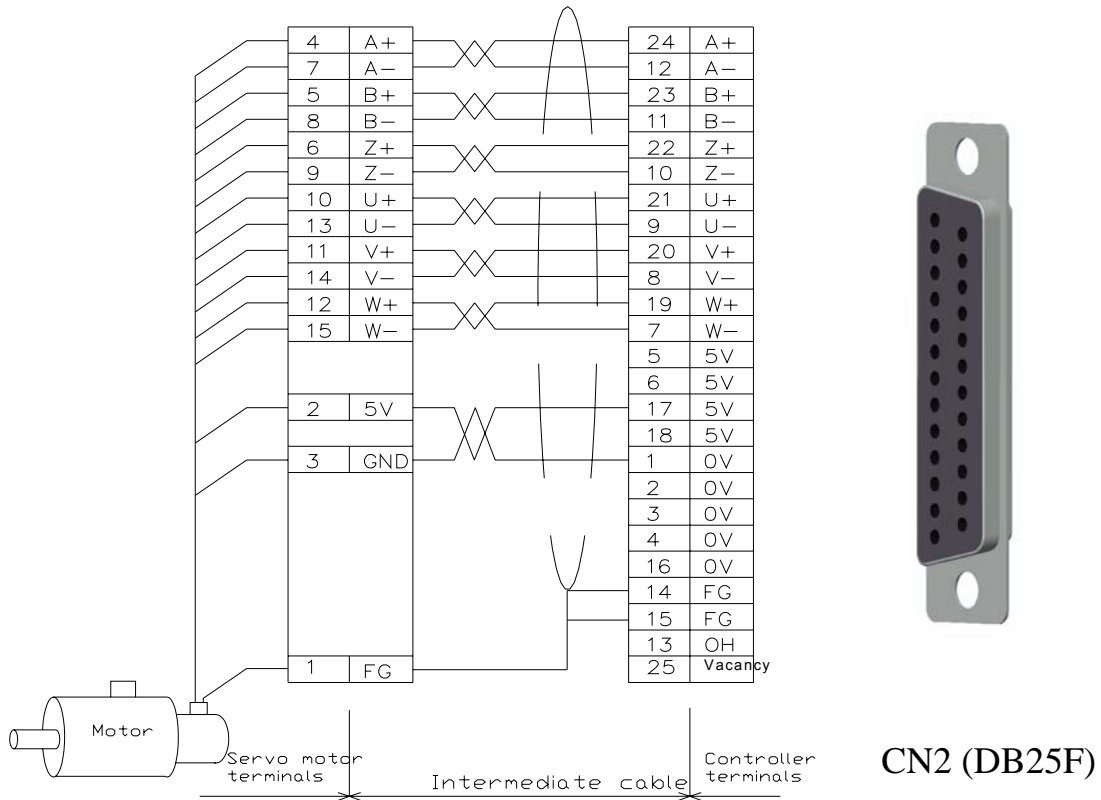 4 A+ 24 A+
7 A− 12 A−
5 B+ 23 B+
8 B− 11 B−
6 Z+ 22 Z+
9 Z− 10 Z−
10 U+ 21 U+
13 U− 9 U−
11 V+ 20 V+
14 V− 8 V−
12 W+ 19 W+
15 W− 7 W−
5 5V
6 5V
2 5V 17 5V
18 5V
3 GND 1 0V
2 0V
3 0V
4 0V
16 0V
14 FG
15 FG
13 OH
1 FG 25 Vacancy
Motor
Servo motor
terminals
Intermediate cable
Controller
terminals
CN2 (DB25F)